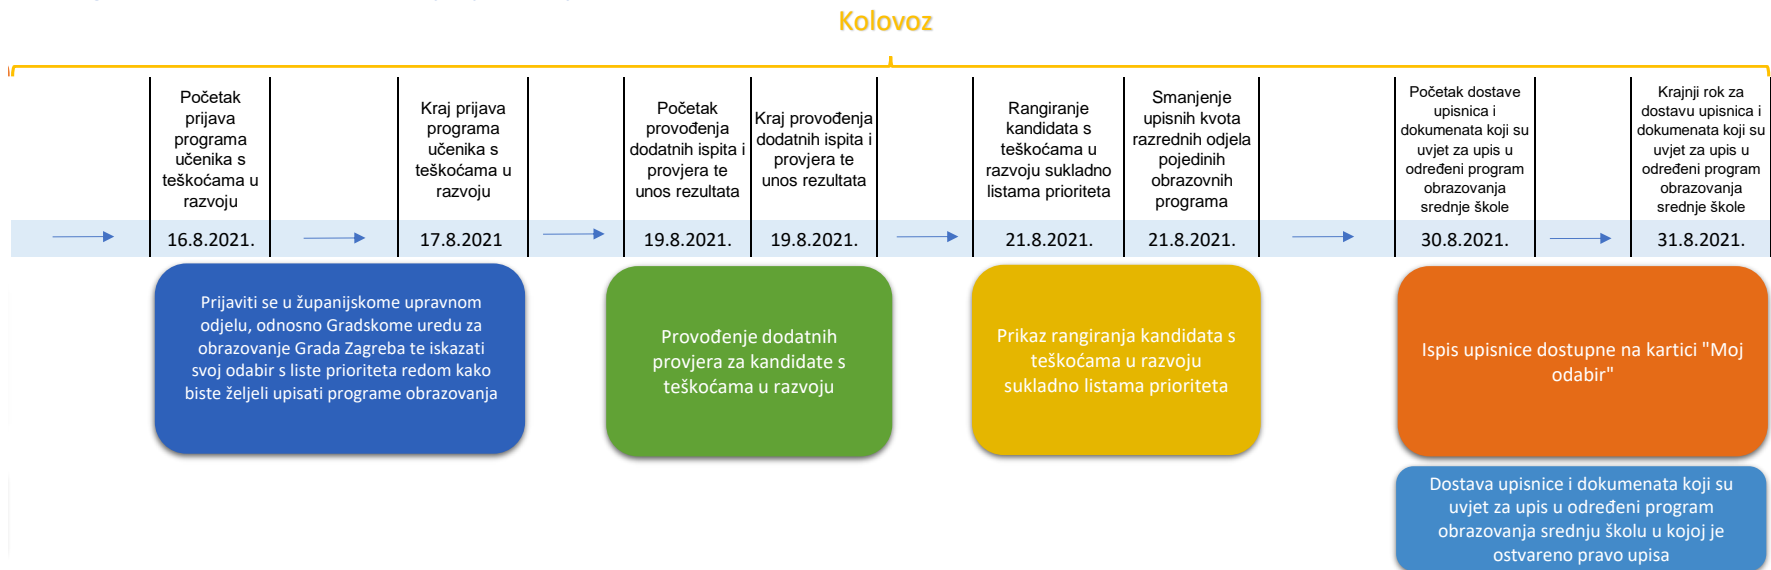 Kolovoz
Početak
prijava
programa
učenika s
teškoćama u
razvoju
Kraj prijava
programa
učenika s
teškoćama u
razvoju
Početak
provođenja
dodatnih ispita i
provjera te
unos rezultata
Kraj provođenja
dodatnih ispita i
provjera te
unos rezultata
Rangiranje
kandidata s
teškoćama u
razvoju sukladno
listama prioriteta
Smanjenje
upisnih kvota
razrednih odjela
pojedinih
obrazovnih
programa
Početak dostave
upisnica i
dokumenata koji su
uvjet za upis u
određeni program
obrazovanja
srednje škole
Krajnji rok za
dostavu upisnica i
dokumenata koji su
uvjet za upis u
određeni program
obrazovanja
srednje škole
16.8.2021.
17.8.2021
19.8.2021.
19.8.2021.
21.8.2021.
21.8.2021.
30.8.2021.
31.8.2021.
Prijaviti se u županijskome upravnom
odjelu, odnosno Gradskome uredu za
obrazovanje Grada Zagreba te iskazati
svoj odabir s liste prioriteta redom kako
biste željeli upisati programe obrazovanja
Provođenje dodatnih
provjera za kandidate s
teškoćama u razvoju
Prikaz rangiranja kandidata s
teškoćama u razvoju
sukladno listama prioriteta
Ispis upisnice dostupne na kartici "Moj
odabir"
Dostava upisnice i dokumenata koji su
uvjet za upis u određeni program
obrazovanja srednju školu u kojoj je
ostvareno pravo upisa